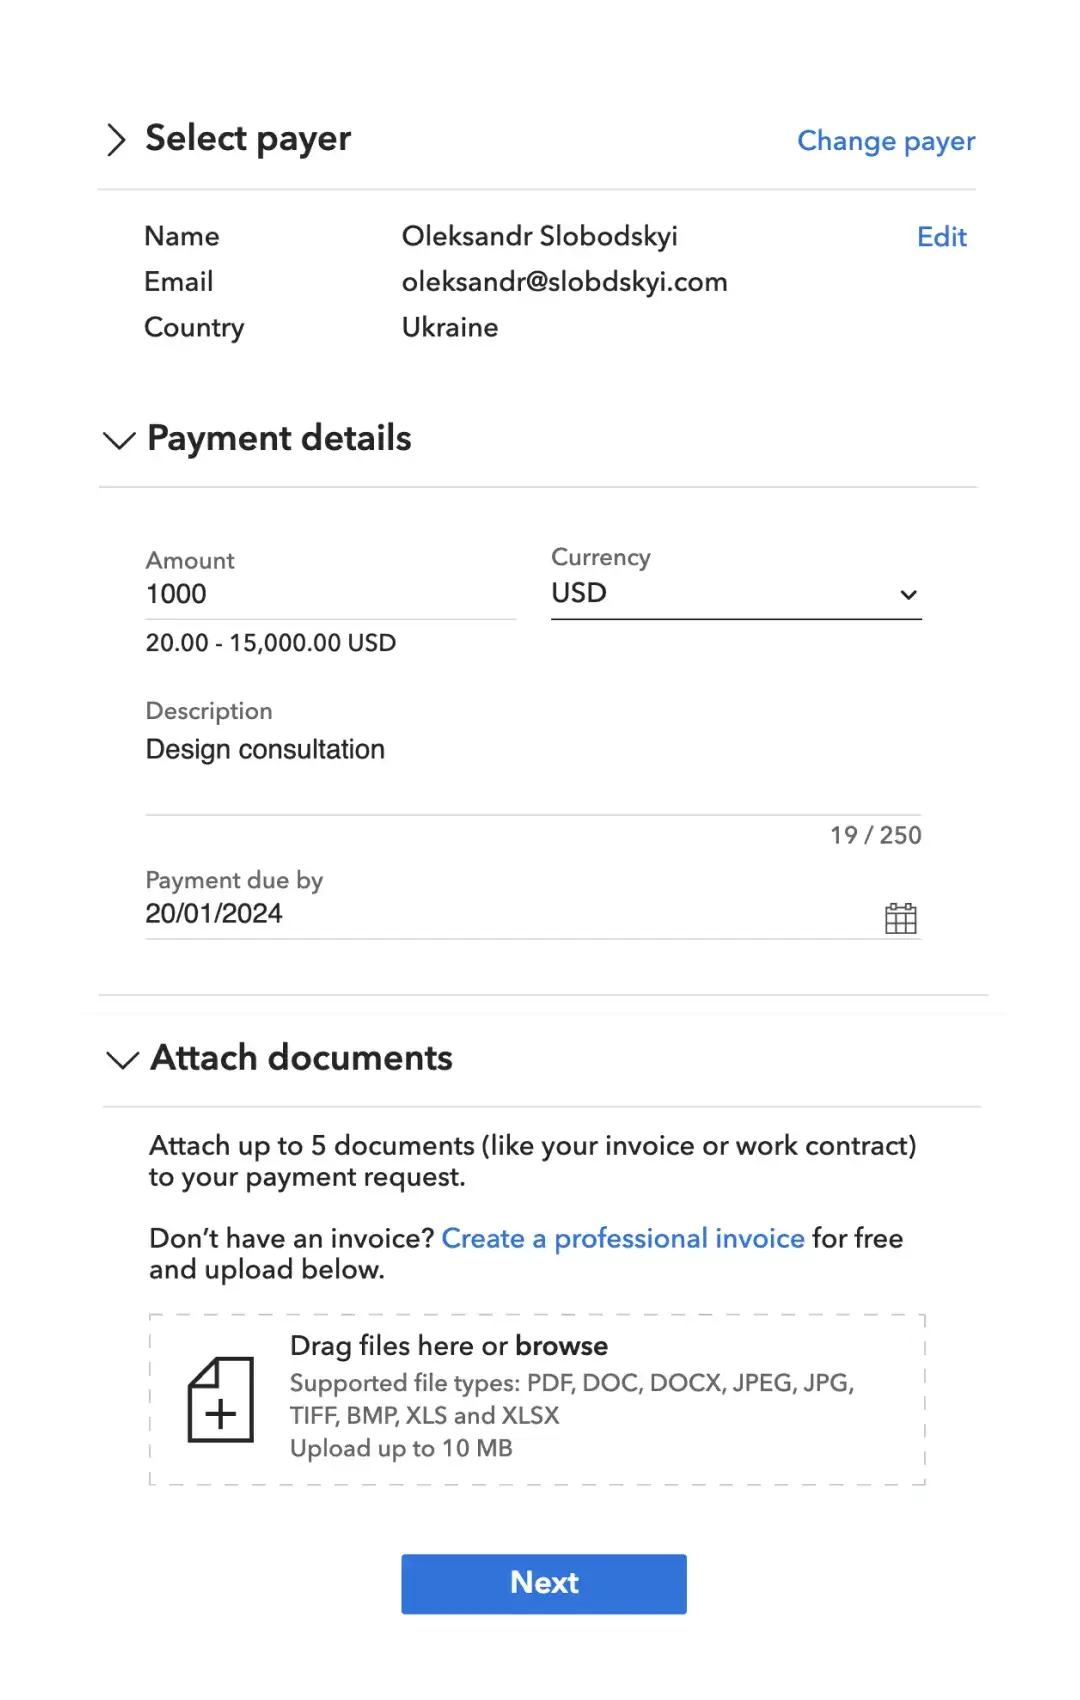 Select payer
Change payer
Name Oleksandr Slobodskyi Edit
Email oleksandr@slobdskyi.com
Country Ukraine
Payment details
Amount Currency
1000 USD
20.00 - 15,000.00 USD
Description
Design consultation
19 / 250
Payment due by
20/01/2024
Attach documents
Attach up to 5 documents (like your invoice or work contract)
to your payment request.
Don’t have an invoice? Create a professional invoice for free
and upload below.
Drag files here or browse
Supported file types: PDF, DOC, DOCX, JPEG, JPG,
TIFF, BMP, XLS and XLSX
Upload up to 10 MB
Next